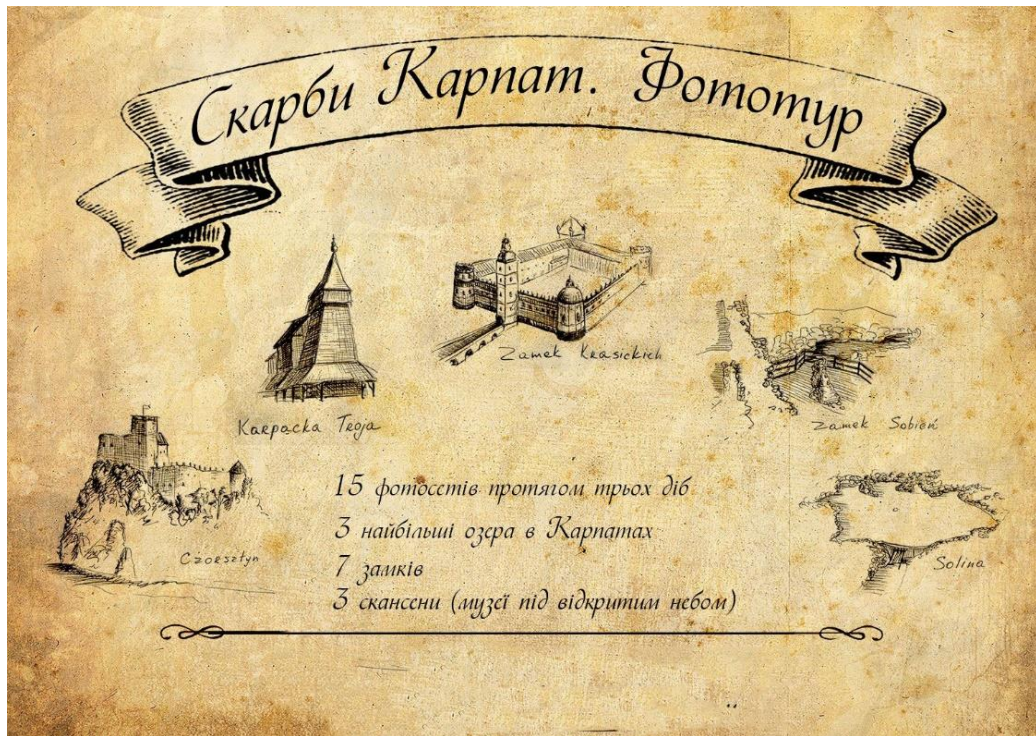 Скарби Карпат. Фототур
Zamek Krasickich
Karpacka Troja
Zamek Sobień
Czorsztyn
Solina
15 фотосетів протягом трьох діб
3 найбільші озера в Карпатах
7 замків
3 скансени (музеї під відкритим небом)